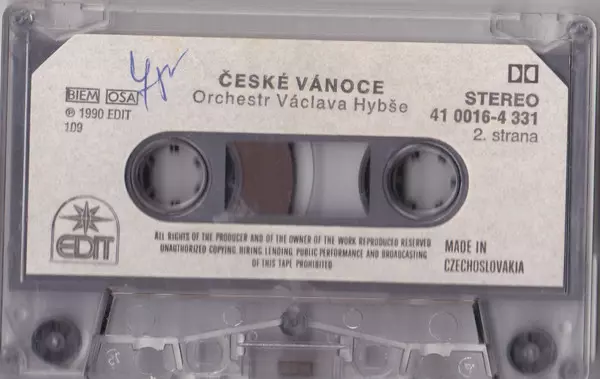 ČESKÉ VÁNOCE
Orchestr Václava Hybše
BIEM OSA
℗ 1990 EDIT
109
STEREO
41 0016-4 331
2. strana
EDIT
ALL RIGHTS OF THE PRODUCER AND OF THE OWNER OF THE WORK REPRODUCED RESERVED
UNAUTHORIZED COPYING, HIRING, LENDING, PUBLIC PERFORMANCE AND BROADCASTING
OF THIS TAPE PROHIBITED
MADE IN
CZECHOSLOVAKIA